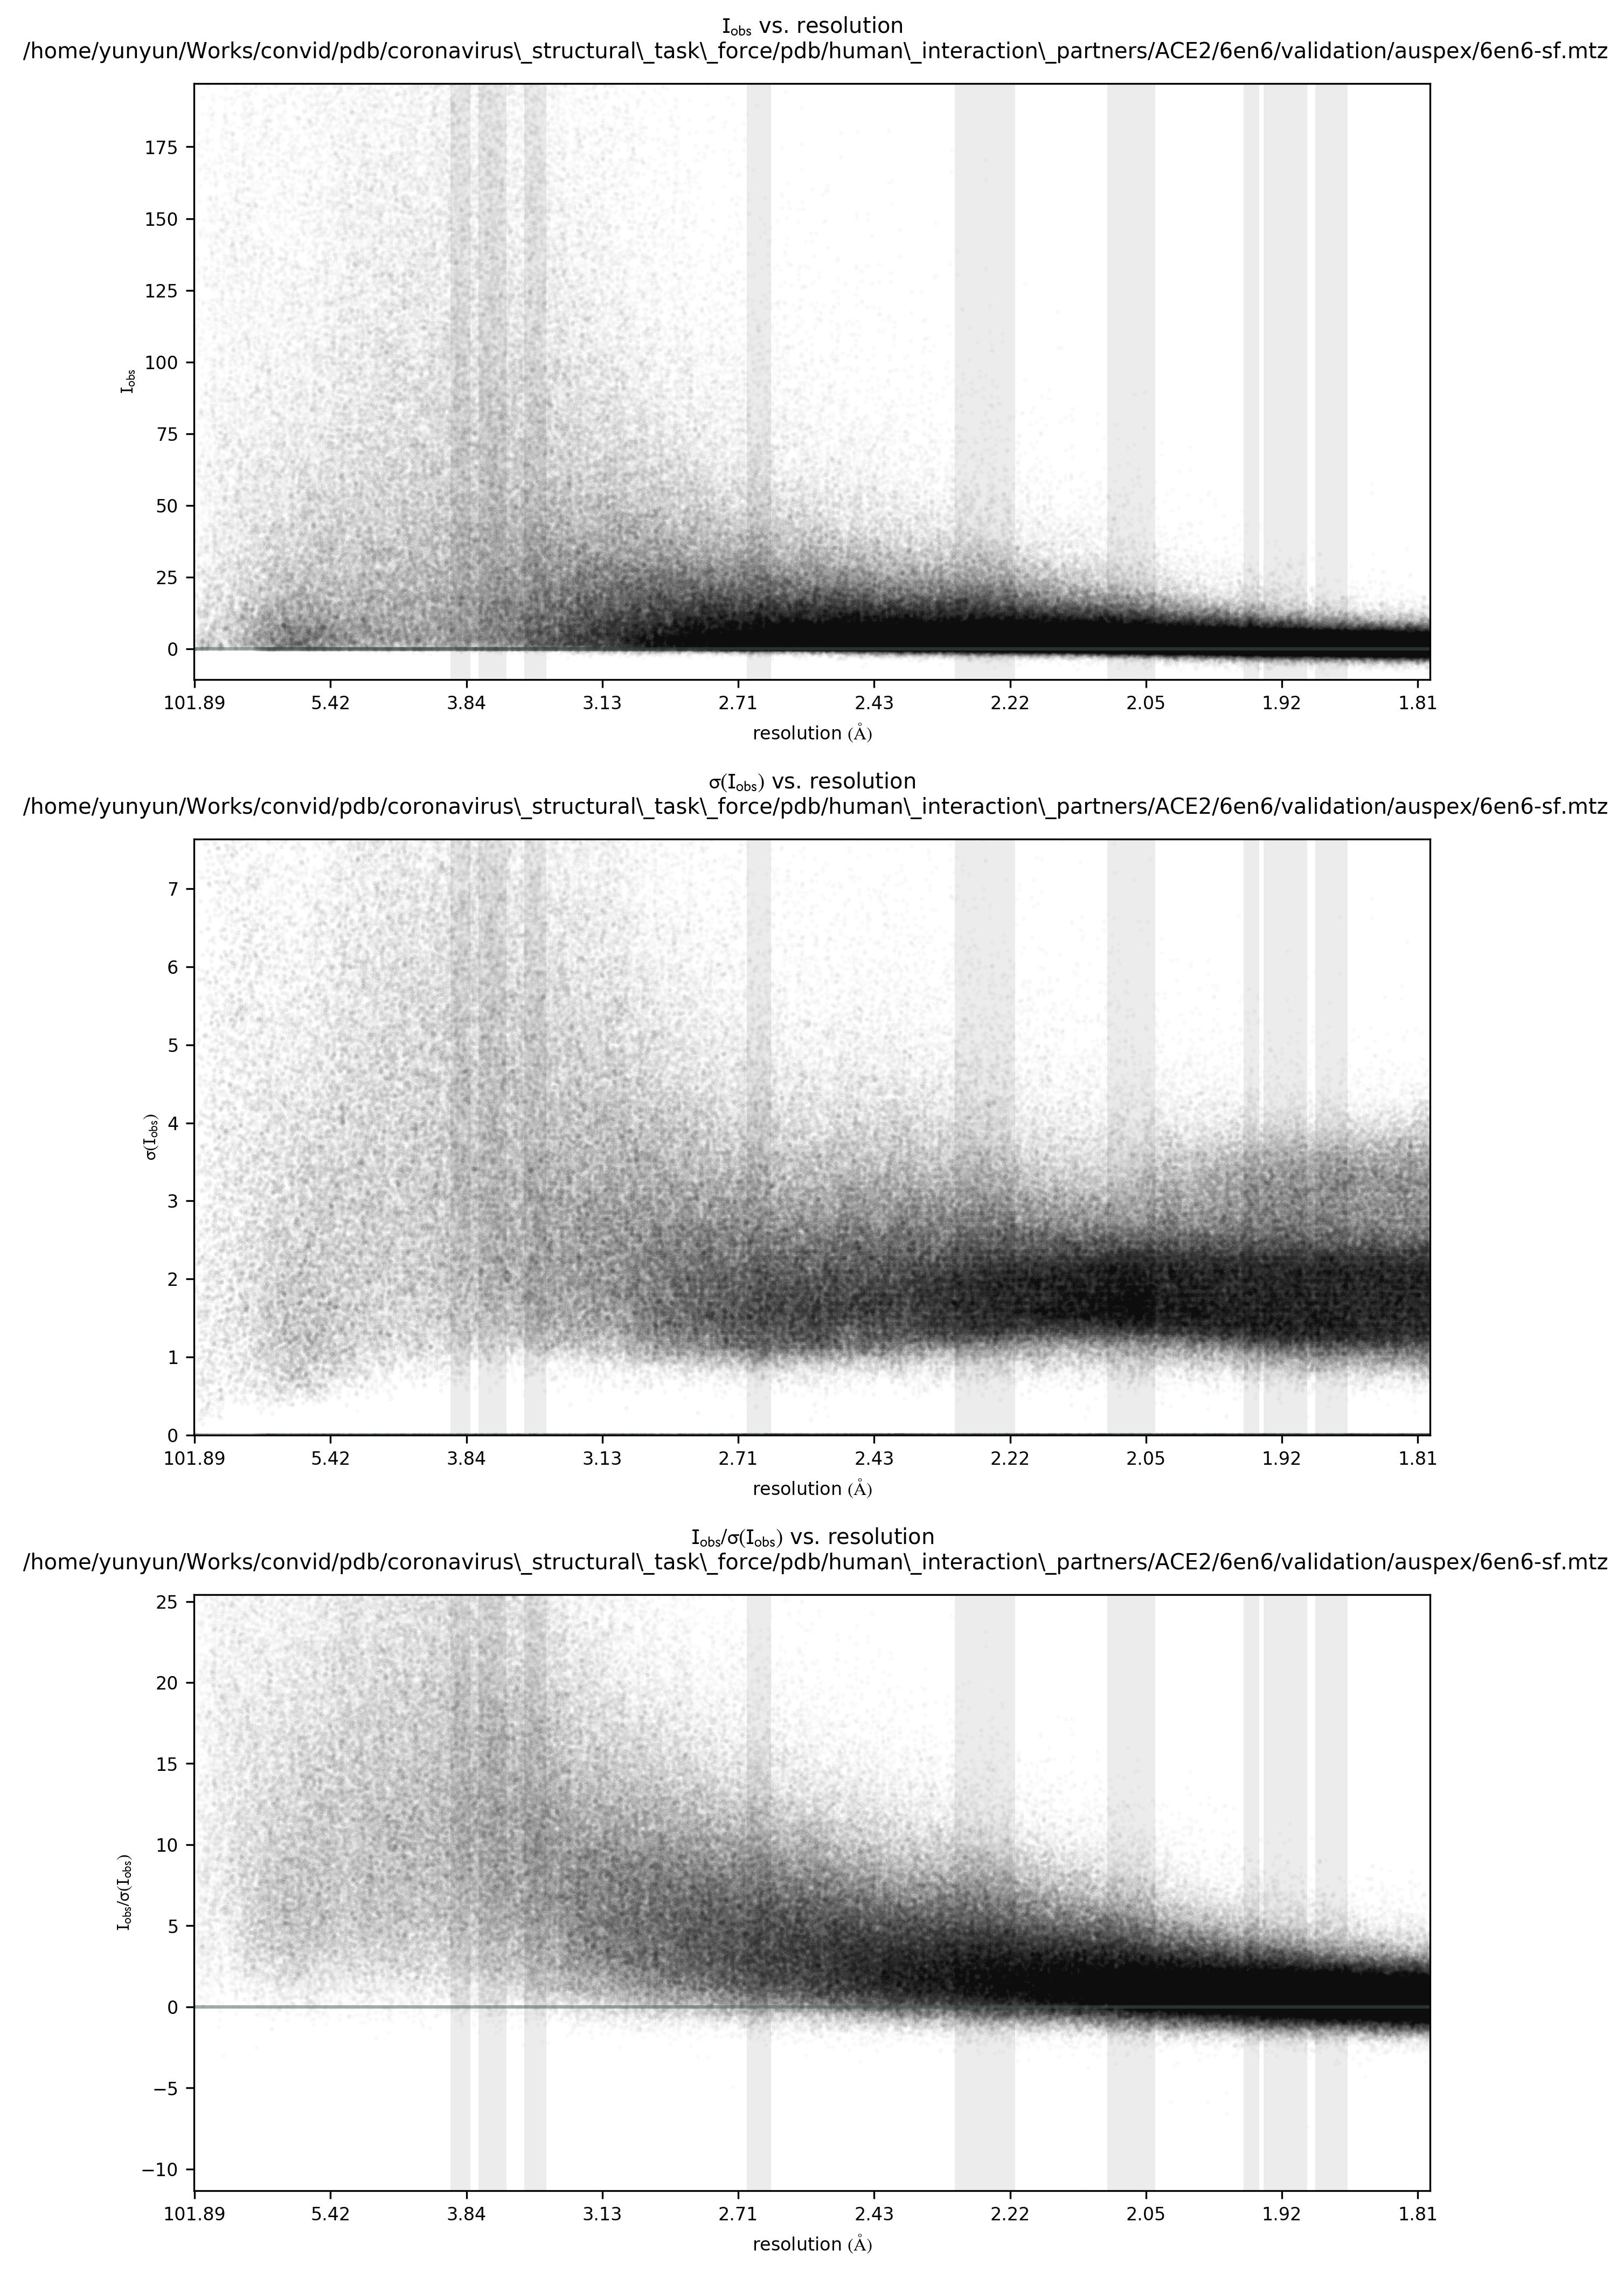 Iobs vs. resolution
/home/yunyun/Works/convid/pdb/coronavirus\_structural\_task\_force/pdb/human\_interaction\_partners/ACE2/6en6/validation/auspex/6en6-sf.mtz
175
150
125
100
75
50
25
0
Iobs
101.89 5.42 3.84 3.13 2.71 2.43 2.22 2.05 1.92 1.81
resolution (Å)
σ(Iobs) vs. resolution
/home/yunyun/Works/convid/pdb/coronavirus\_structural\_task\_force/pdb/human\_interaction\_partners/ACE2/6en6/validation/auspex/6en6-sf.mtz
7
6
5
4
3
2
1
0
σ(Iobs)
101.89 5.42 3.84 3.13 2.71 2.43 2.22 2.05 1.92 1.81
resolution (Å)
Iobs/σ(Iobs) vs. resolution
/home/yunyun/Works/convid/pdb/coronavirus\_structural\_task\_force/pdb/human\_interaction\_partners/ACE2/6en6/validation/auspex/6en6-sf.mtz
25
20
15
10
5
0
−5
−10
Iobs/σ(Iobs)
101.89 5.42 3.84 3.13 2.71 2.43 2.22 2.05 1.92 1.81
resolution (Å)